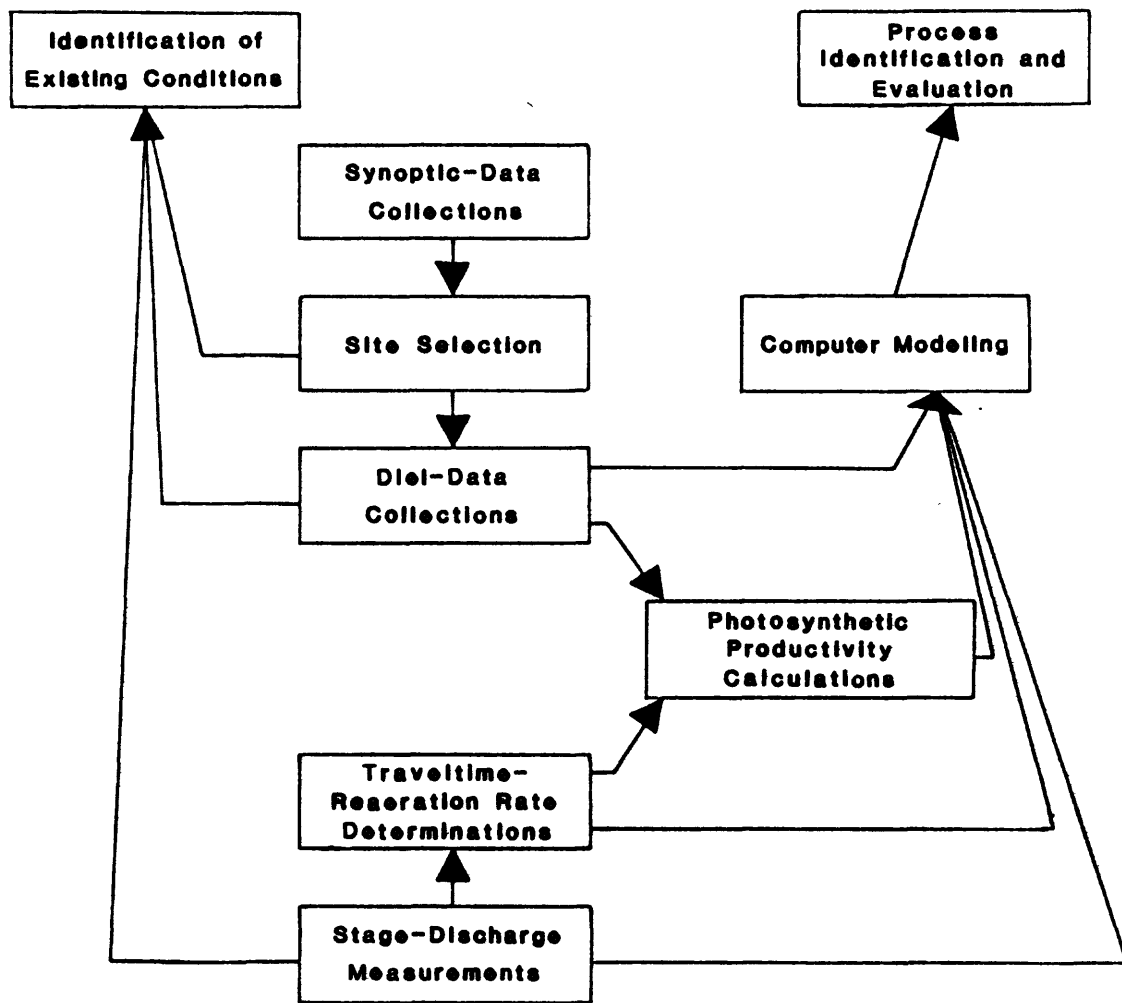 Identification of
Existing Conditions
Process
Identification and
Evaluation
Synoptic-Data
Collections
Site Selection
Computer Modeling
Diel-Data
Collections
Photosynthetic
Productivity
Calculations
Traveltime-
Reaeration Rate
Determinations
Stage-Discharge
Measurements